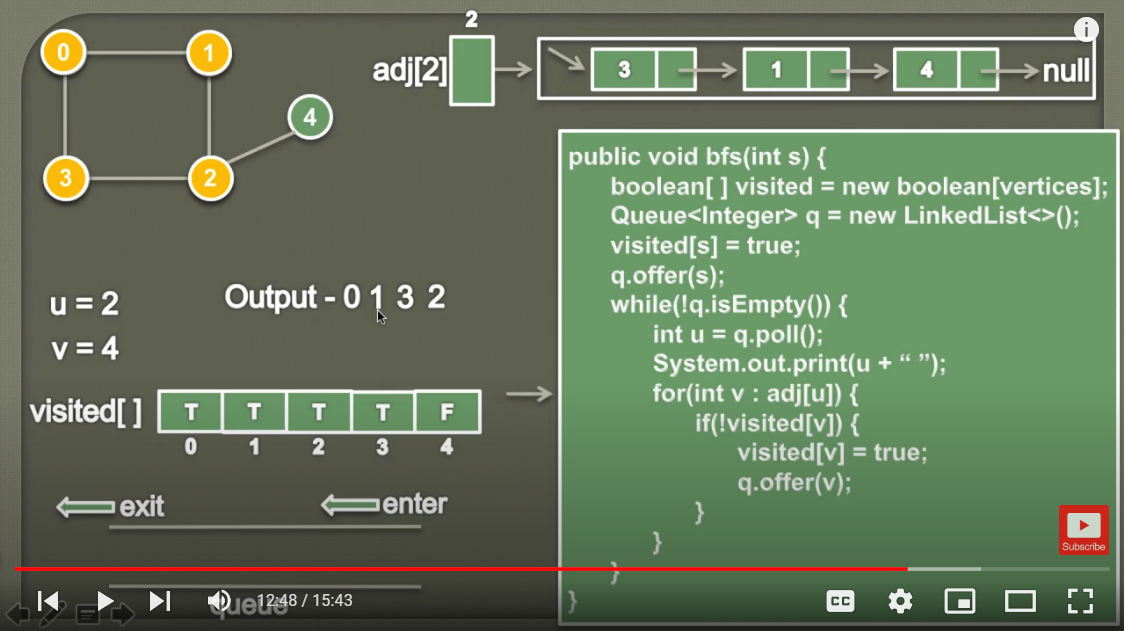 2
0 1
adj[2] 3 1 4 null
4
3 2
public void bfs(int s) {
boolean[ ] visited = new boolean[vertices];
Queue<Integer> q = new LinkedList<>();
visited[s] = true;
q.offer(s);
while(!q.isEmpty()) {
int u = q.poll();
System.out.print(u + “ ”);
for(int v : adj[u]) {
if(!visited[v]) {
visited[v] = true;
q.offer(v);
}
}
}
}
u = 2
v = 4
Output - 0 1 3 2
visited[ ] T T T T F
0 1 2 3 4
exit enter
queue
Subscribe
12:48 / 15:43
CC
i